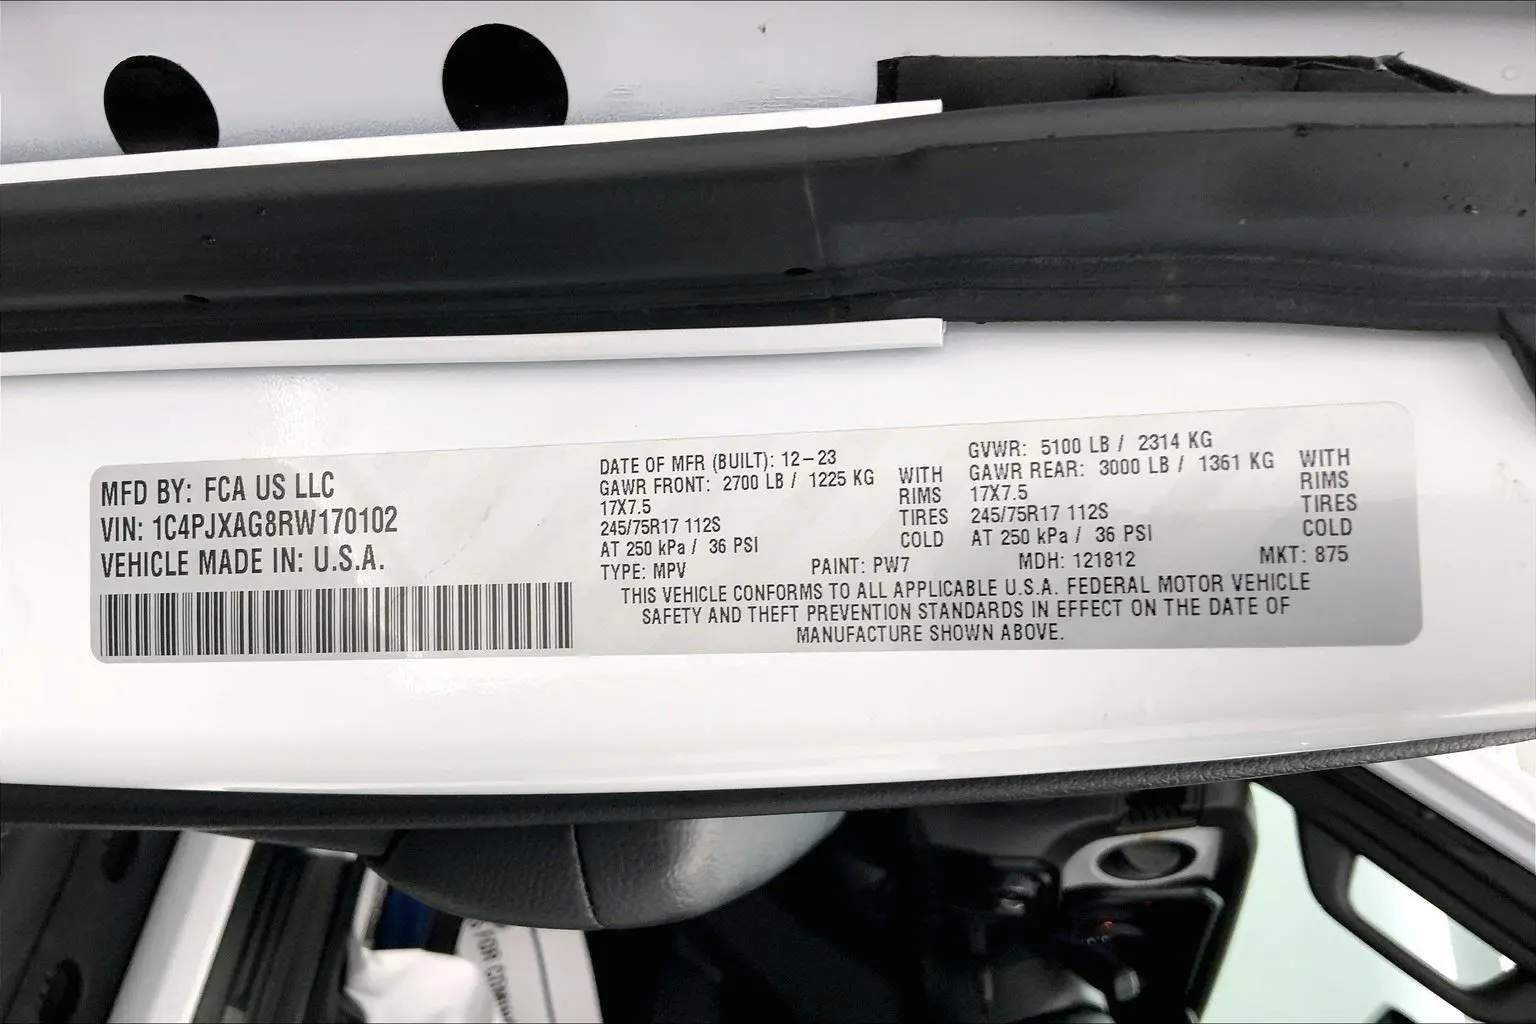 MFD BY: FCA US LLC
VIN: 1C4PJXAG8RW170102
VEHICLE MADE IN: U.S.A.
DATE OF MFR (BUILT): 12-23
GAWR FRONT: 2700 LB / 1225 KG WITH
17X7.5 RIMS
245/75R17 112S TIRES
AT 250 kPa / 36 PSI COLD
GVWR: 5100 LB / 2314 KG
GAWR REAR: 3000 LB / 1361 KG WITH
17X7.5 RIMS
245/75R17 112S TIRES
AT 250 kPa / 36 PSI COLD
TYPE: MPV PAINT: PW7 MDH: 121812 MKT: 875
THIS VEHICLE CONFORMS TO ALL APPLICABLE U.S.A. FEDERAL MOTOR VEHICLE
SAFETY AND THEFT PREVENTION STANDARDS IN EFFECT ON THE DATE OF
MANUFACTURE SHOWN ABOVE.
FOR